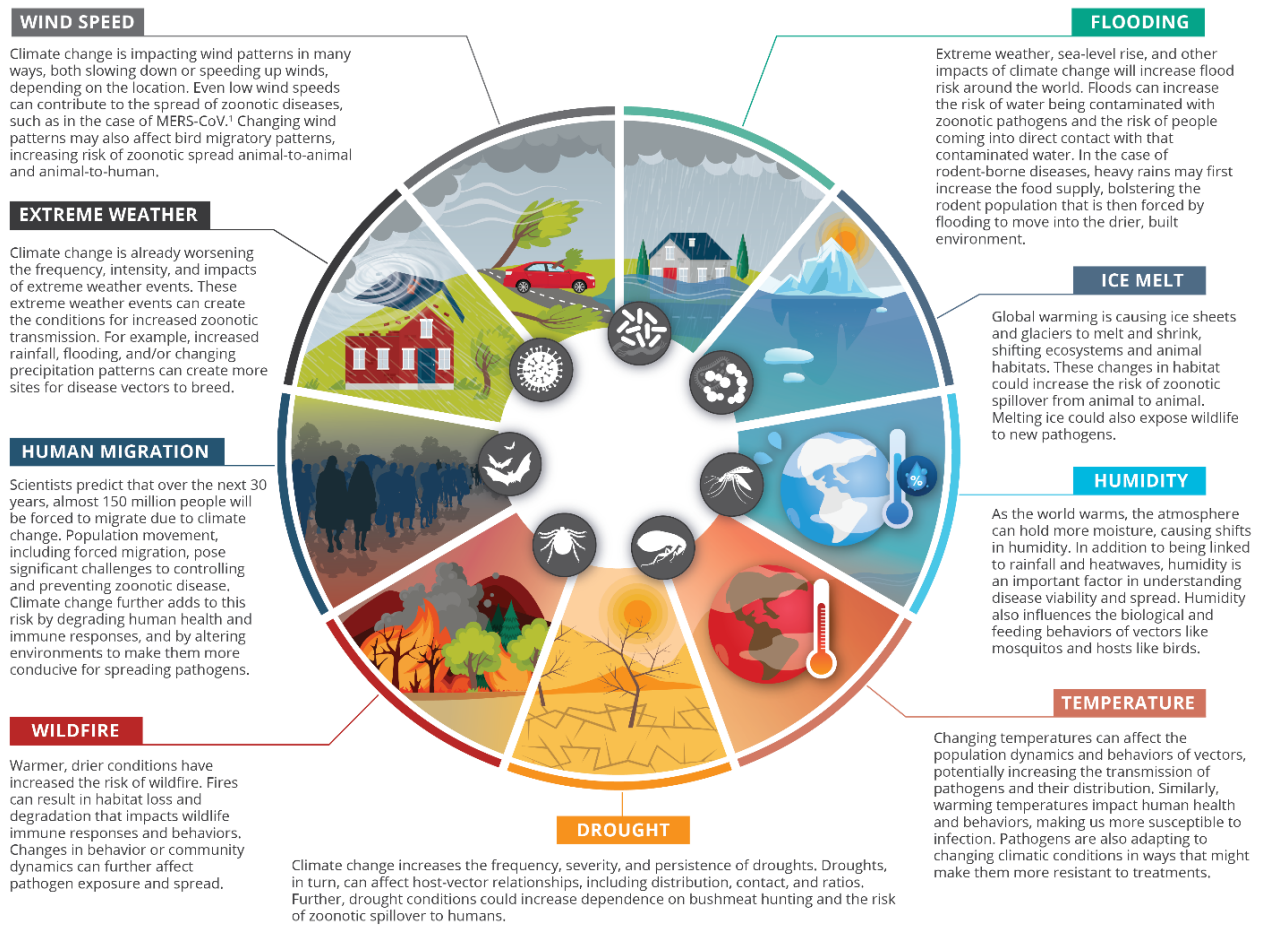 WIND SPEED
Climate change is impacting wind patterns in many
ways, both slowing down or speeding up winds,
depending on the location. Even low wind speeds
can contribute to the spread of zoonotic diseases,
such as in the case of MERS-CoV.¹ Changing wind
patterns may also affect bird migratory patterns,
increasing risk of zoonotic spread animal-to-animal
and animal-to-human.
EXTREME WEATHER
Climate change is already worsening
the frequency, intensity, and impacts
of extreme weather events. These
extreme weather events can create
the conditions for increased zoonotic
transmission. For example, increased
rainfall, flooding, and/or changing
precipitation patterns can create more
sites for disease vectors to breed.
HUMAN MIGRATION
Scientists predict that over the next 30
years, almost 150 million people will
be forced to migrate due to climate
change. Population movement,
including forced migration, pose
significant challenges to controlling
and preventing zoonotic disease.
Climate change further adds to this
risk by degrading human health and
immune responses, and by altering
environments to make them more
conducive for spreading pathogens.
WILDFIRE
Warmer, drier conditions have
increased the risk of wildfire. Fires
can result in habitat loss and
degradation that impacts wildlife
immune responses and behaviors.
Changes in behavior or community
dynamics can further affect
pathogen exposure and spread.
DROUGHT
Climate change increases the frequency, severity, and persistence of droughts. Droughts,
in turn, can affect host-vector relationships, including distribution, contact, and ratios.
Further, drought conditions could increase dependence on bushmeat hunting and the risk
of zoonotic spillover to humans.
FLOODING
Extreme weather, sea-level rise, and other
impacts of climate change will increase flood
risk around the world. Floods can increase
the risk of water being contaminated with
zoonotic pathogens and the risk of people
coming into direct contact with that
contaminated water. In the case of
rodent-borne diseases, heavy rains may first
increase the food supply, bolstering the
rodent population that is then forced by
flooding to move into the drier, built
environment.
ICE MELT
Global warming is causing ice sheets
and glaciers to melt and shrink,
shifting ecosystems and animal
habitats. These changes in habitat
could increase the risk of zoonotic
spillover from animal to animal.
Melting ice could also expose wildlife
to new pathogens.
HUMIDITY
As the world warms, the atmosphere
can hold more moisture, causing shifts
in humidity. In addition to being linked
to rainfall and heatwaves, humidity is
an important factor in understanding
disease viability and spread. Humidity
also influences the biological and
feeding behaviors of vectors like
mosquitos and hosts like birds.
%
TEMPERATURE
Changing temperatures can affect the
population dynamics and behaviors of vectors,
potentially increasing the transmission of
pathogens and their distribution. Similarly,
warming temperatures impact human health
and behaviors, making us more susceptible to
infection. Pathogens are also adapting to
changing climatic conditions in ways that might
make them more resistant to treatments.